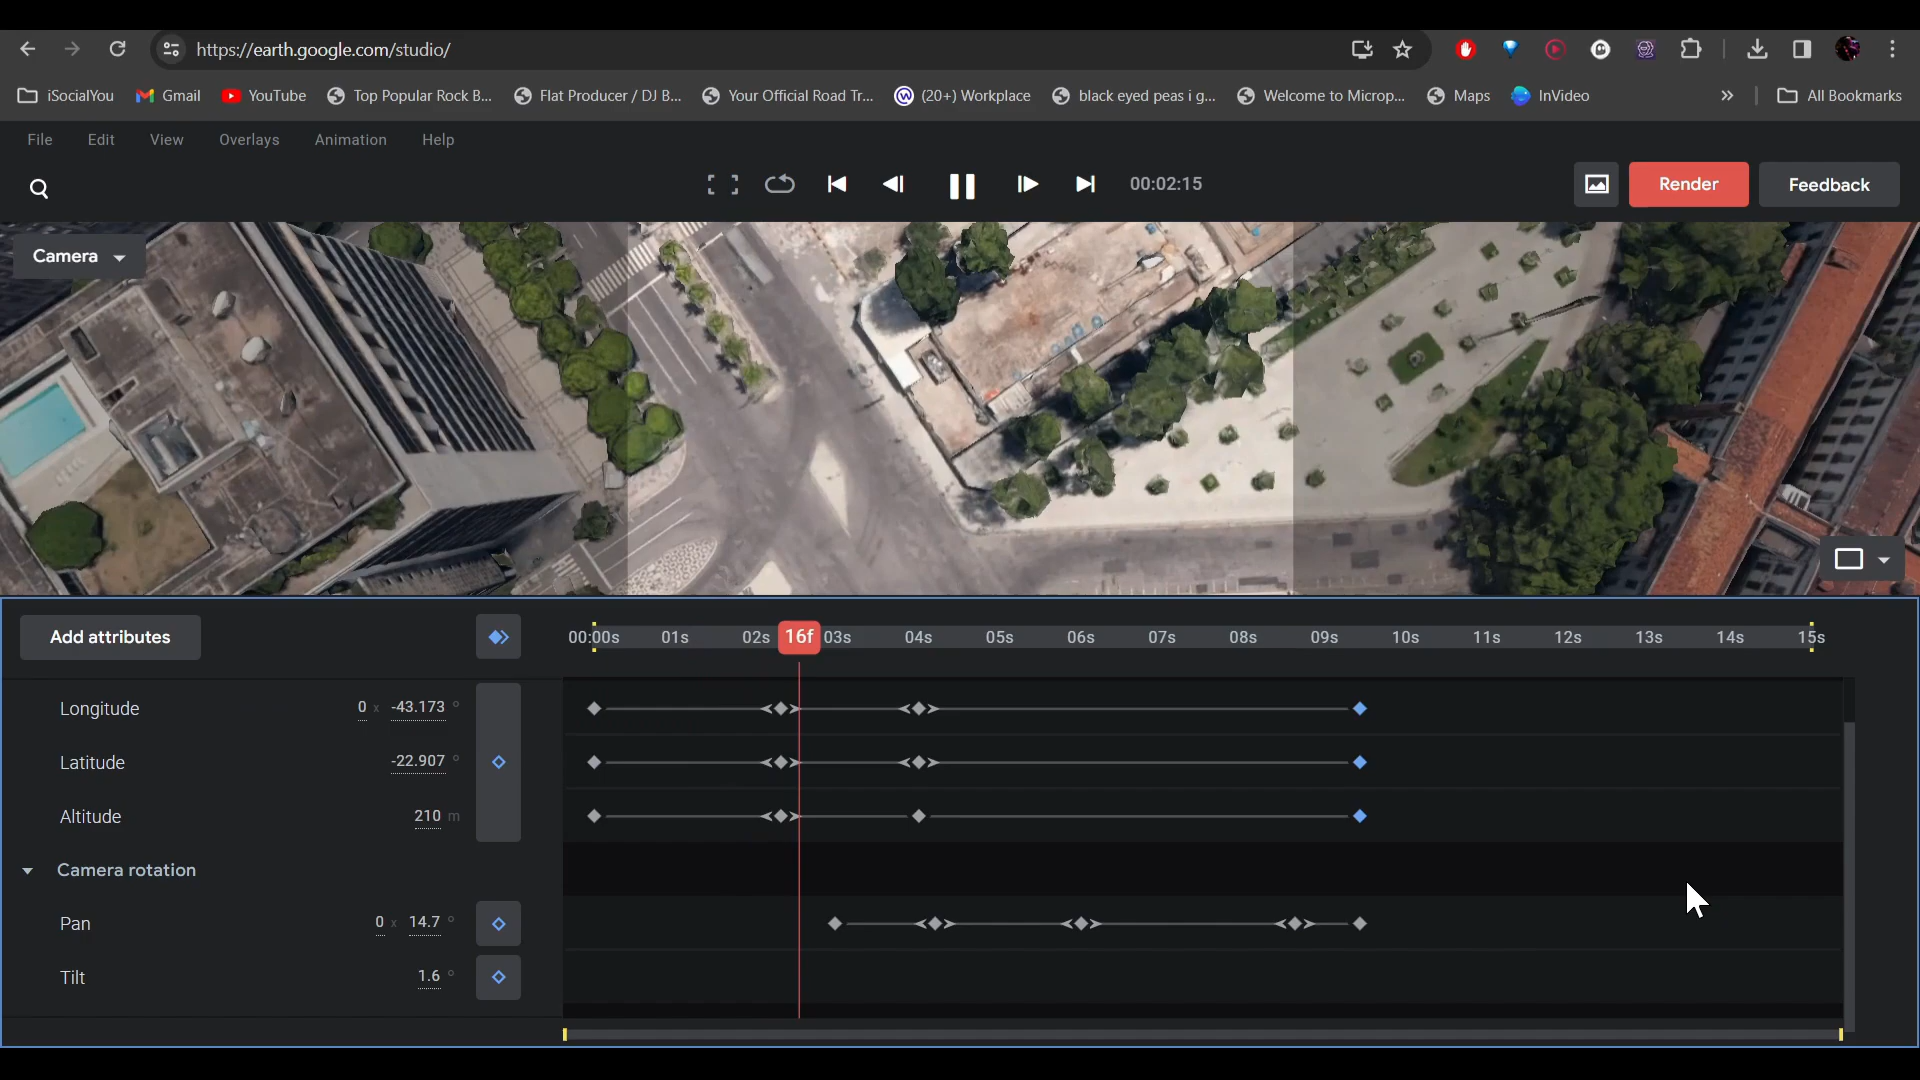 https://earth.google.com/studio/
iSocialYou Gmail YouTube Top Popular Rock B... Flat Producer / DJ B... Your Official Road Tr... (20+) Workplace black eyed peas i g... Welcome to Microp... Maps InVideo » All Bookmarks
File Edit View Overlays Animation Help
00:02:15 Render Feedback
Camera
Add attributes 00:00s 01s 02s 16f 03s 04s 05s 06s 07s 08s 09s 10s 11s 12s 13s 14s 15s
Longitude 0 x -43.173 °
Latitude -22.907 °
Altitude 210 m
Camera rotation
Pan 0 x 14.7 °
Tilt 1.6 °